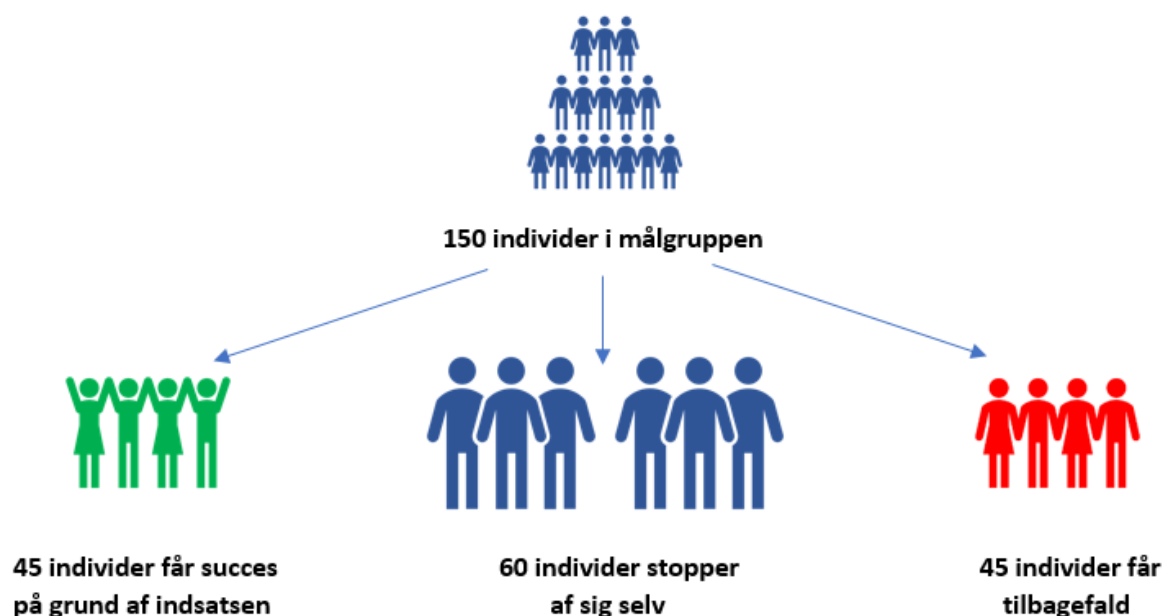 150 individer i målgruppen
45 individer får succes
på grund af indsatsen
60 individer stopper
af sig selv
45 individer får
tilbagefald